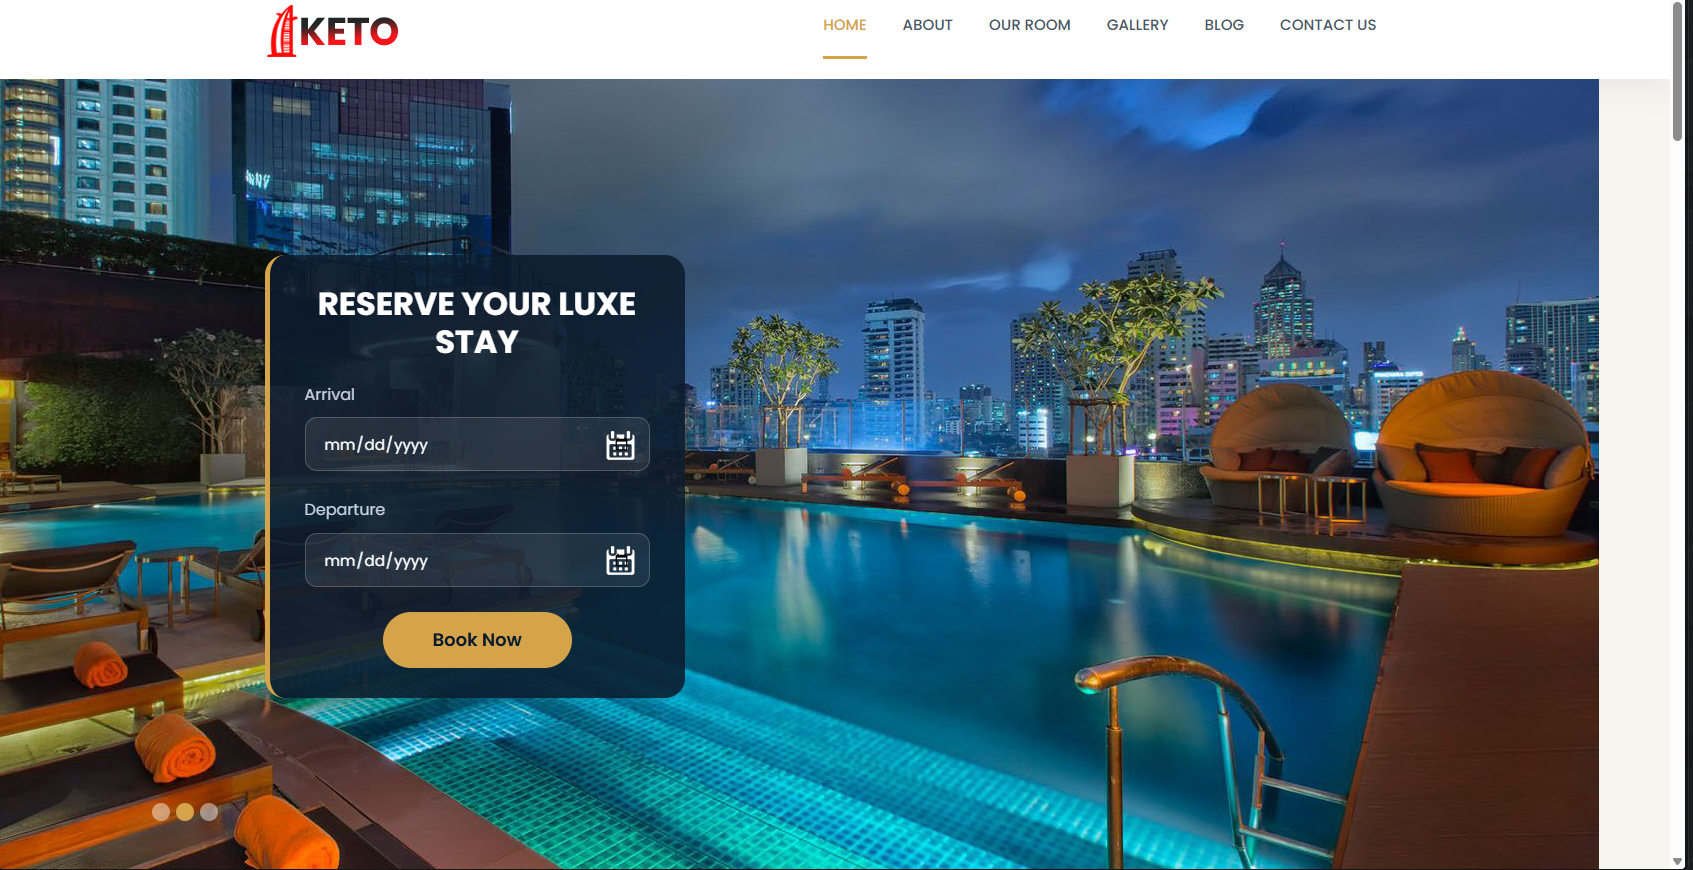 KETO
HOME ABOUT OUR ROOM GALLERY BLOG CONTACT US
RESERVE YOUR LUXE
STAY
Arrival
mm/dd/yyyy
Departure
mm/dd/yyyy
Book Now